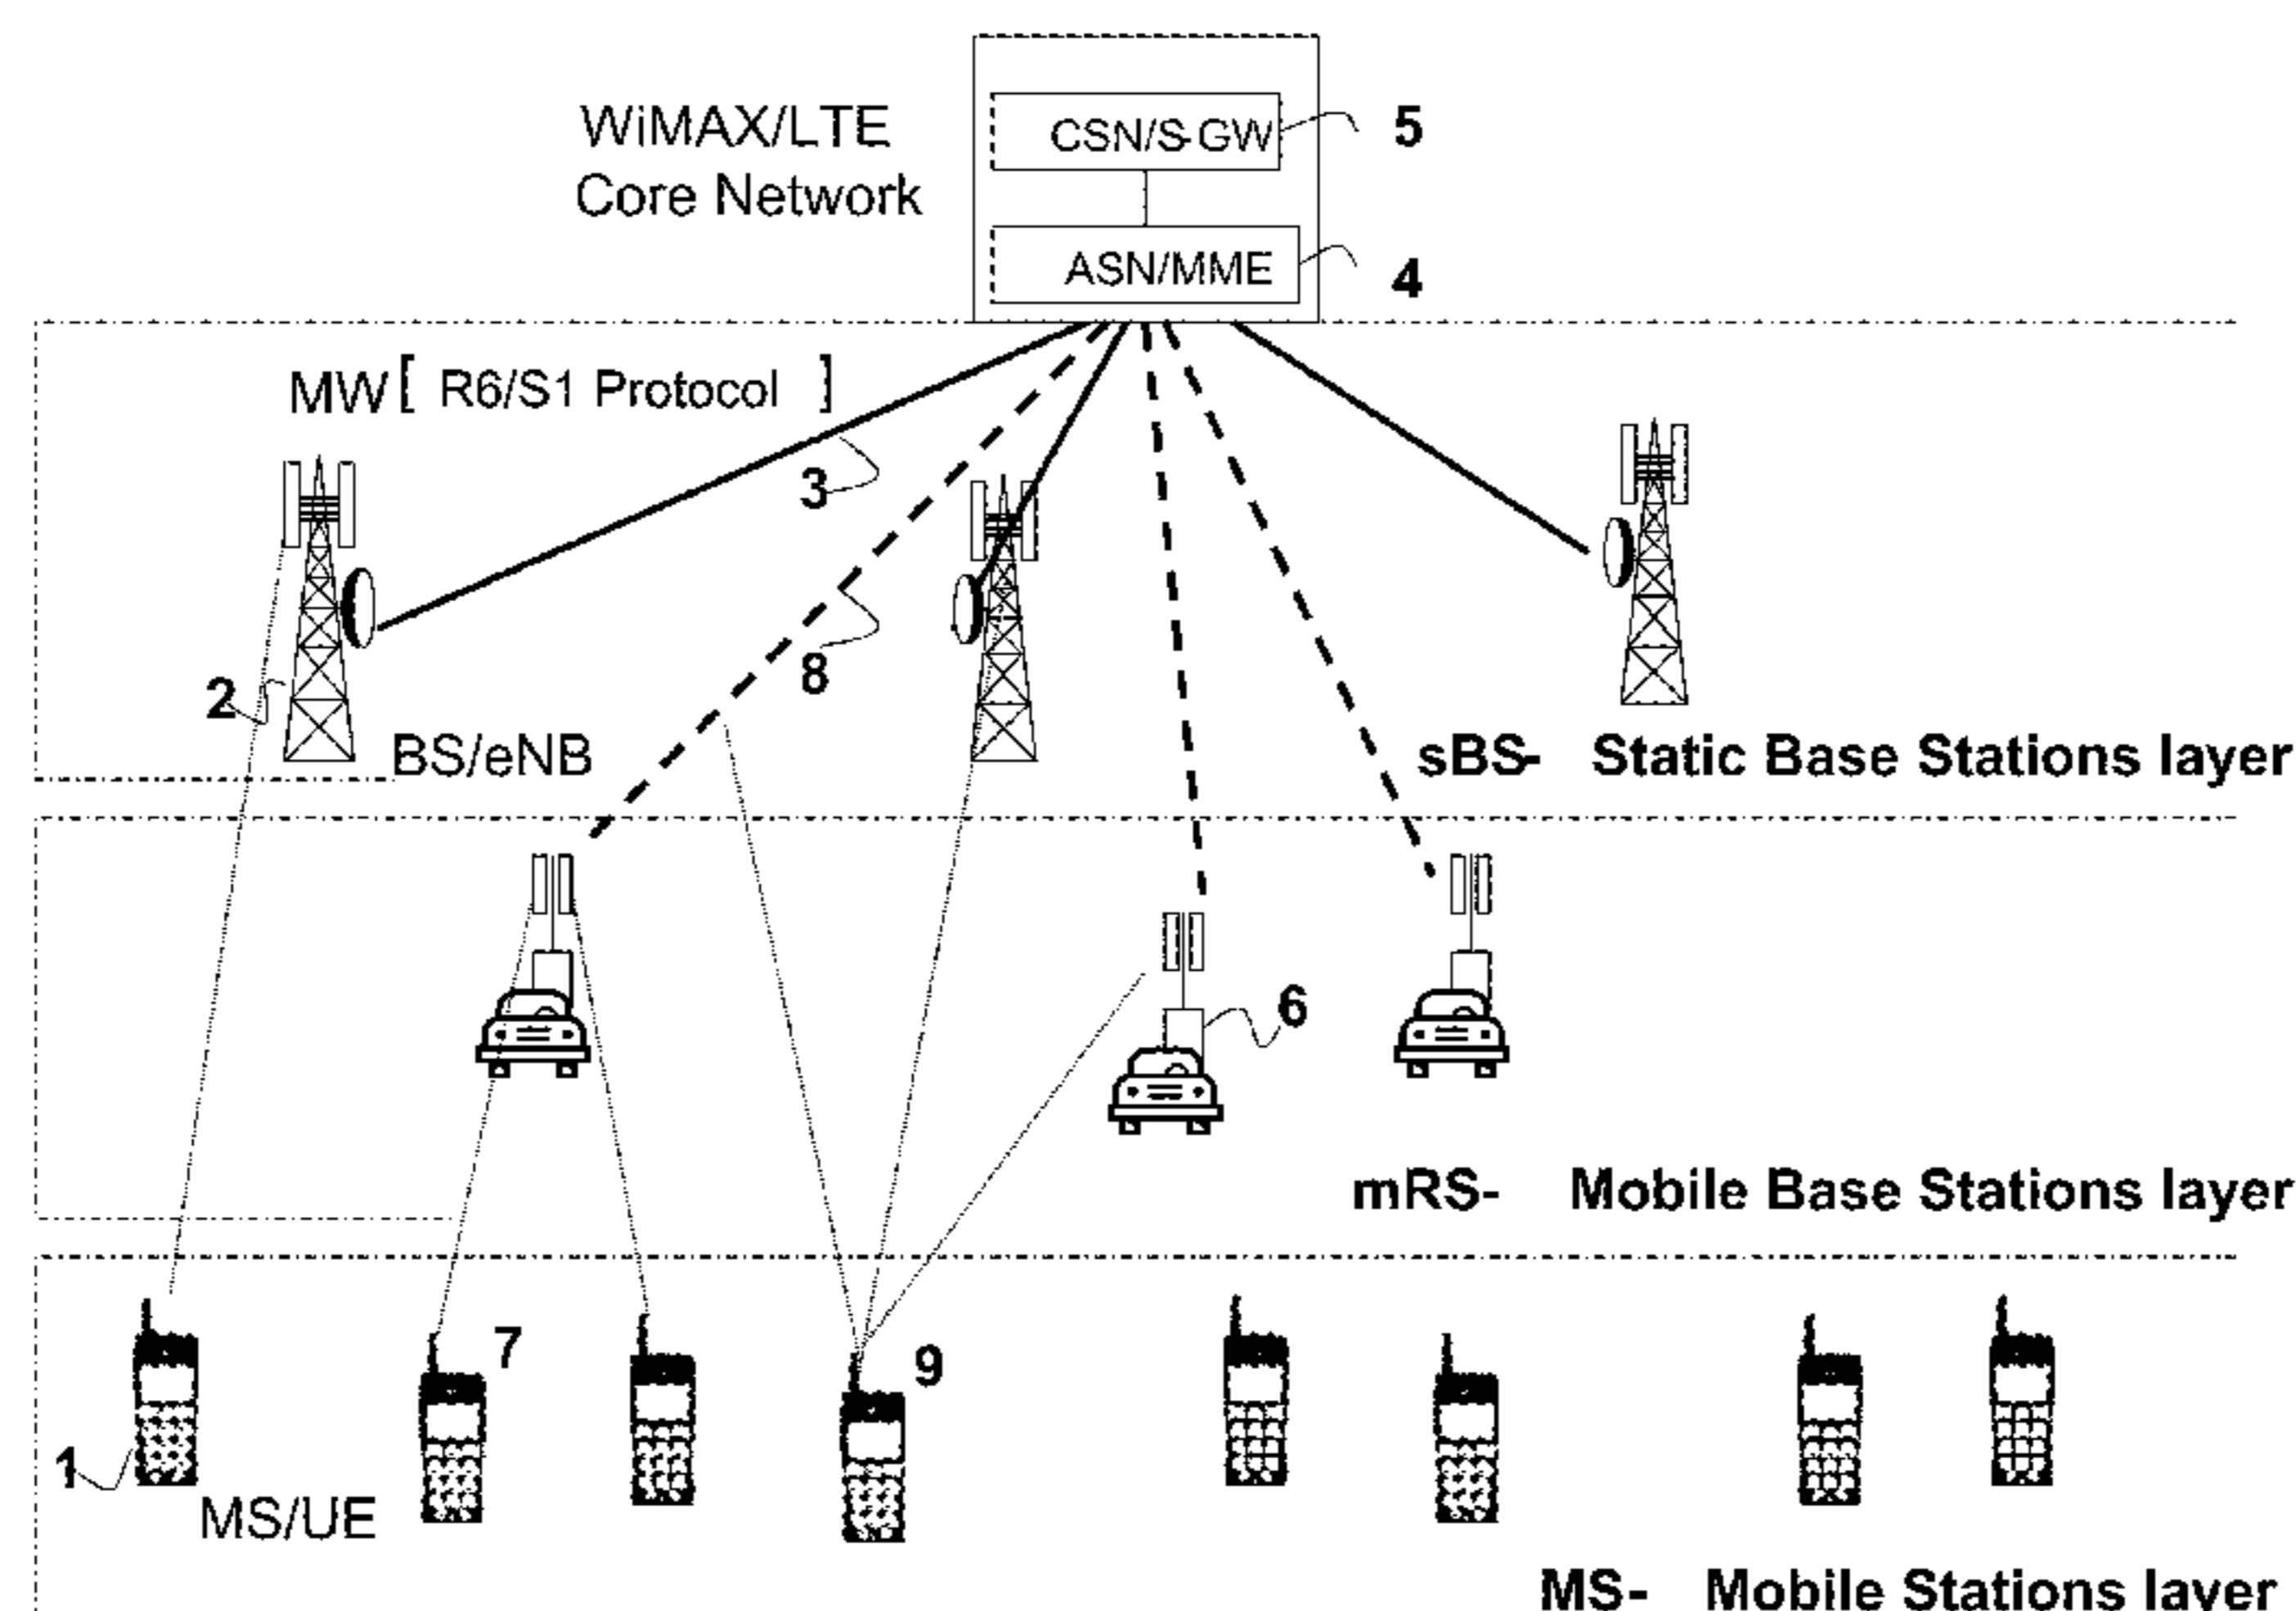 WiMAX/LTE
Core Network
CSN/S-GW
5
ASN/MME
4
MW [ R6/S1 Protocol ]
3
8
2
BS/eNB
sBS- Static Base Stations layer
6
mRS- Mobile Base Stations layer
7
9
1
MS/UE
MS- Mobile Stations layer